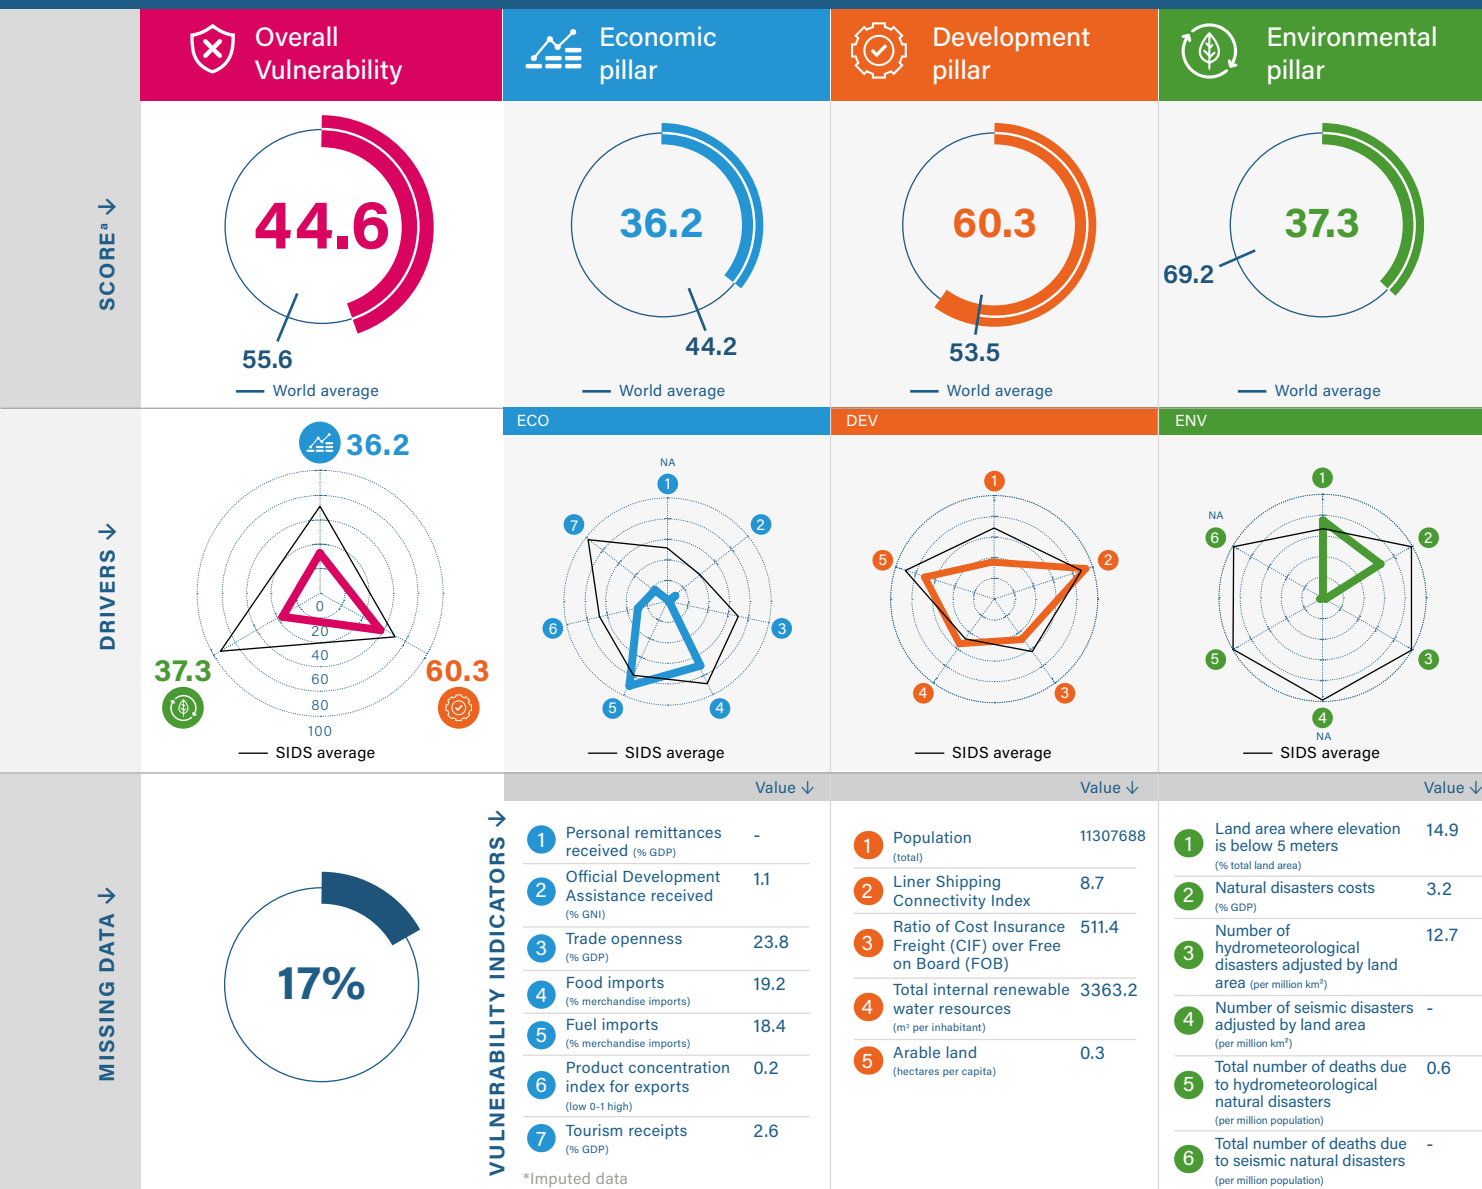 Overall
Vulnerability
Economic
pillar
Development
pillar
Environmental
pillar
SCOREᵃ →
44.6
55.6
World average
36.2
44.2
World average
60.3
53.5
World average
37.3
69.2
World average
DRIVERS →
36.2
37.3
60.3
0
20
40
60
80
100
SIDS average
ECO
NA
1
2
3
4
5
6
7
SIDS average
DEV
1
2
3
4
5
SIDS average
ENV
1
2
3
4
NA
5
NA
6
SIDS average
MISSING DATA →
17%
VULNERABILITY INDICATORS →
Value ↓
1 Personal remittances -
received (% GDP)
2 Official Development 1.1
Assistance received
(% GNI)
3 Trade openness 23.8
(% GDP)
4 Food imports 19.2
(% merchandise imports)
5 Fuel imports 18.4
(% merchandise imports)
6 Product concentration 0.2
index for exports
(low 0-1 high)
7 Tourism receipts 2.6
(% GDP)
*Imputed data
Value ↓
1 Population 11307688
(total)
2 Liner Shipping 8.7
Connectivity Index
3 Ratio of Cost Insurance 511.4
Freight (CIF) over Free
on Board (FOB)
4 Total internal renewable 3363.2
water resources
(m³ per inhabitant)
5 Arable land 0.3
(hectares per capita)
Value ↓
1 Land area where elevation 14.9
is below 5 meters
(% total land area)
2 Natural disasters costs 3.2
(% GDP)
3 Number of 12.7
hydrometeorological
disasters adjusted by land
area (per million km²)
4 Number of seismic disasters -
adjusted by land area
(per million km²)
5 Total number of deaths due 0.6
to hydrometeorological
natural disasters
(per million population)
6 Total number of deaths due -
to seismic natural disasters
(per million population)